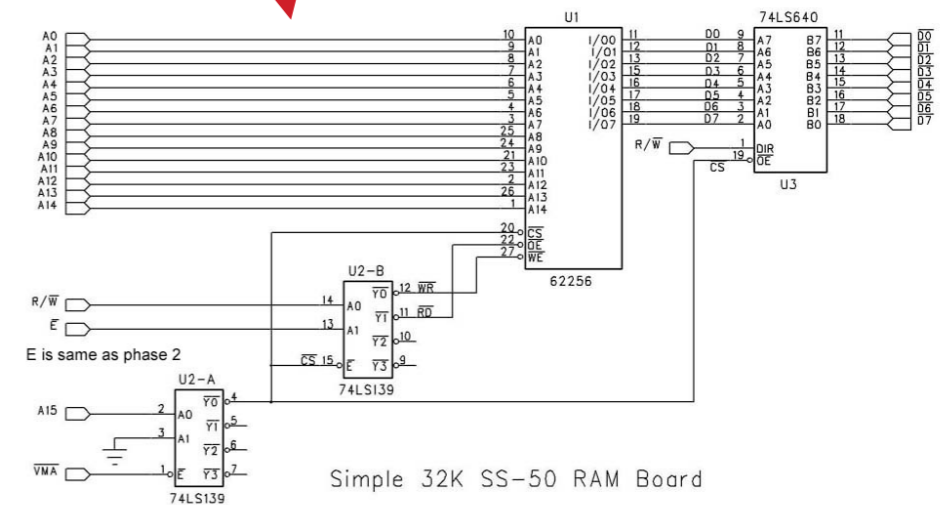 U1
74LS640
A0 10 A0 I/O0 11 D0 9 A7 B7 11 D0
A1 9 A1 I/O1 12 D1 8 A6 B6 12 D1
A2 8 A2 I/O2 13 D2 7 A5 B5 13 D2
A3 7 A3 I/O3 15 D3 6 A4 B4 14 D3
A4 6 A4 I/O4 16 D4 5 A3 B3 15 D4
A5 5 A5 I/O5 17 D5 4 A2 B2 16 D5
A6 4 A6 I/O6 18 D6 3 A1 B1 17 D6
A7 3 A7 I/O7 19 D7 2 A0 B0 18 D7
A8 25 A8
A9 24 A9
A10 21 A10
A11 23 A11
A12 2 A12
A13 26 A13
A14 1 A14
R/W 1 DIR
CS 19 OE
U3
20 CS
22 OE
27 WE
62256
U2-B
R/W 14 A0 Y0 12 WR
Y1 11 RD
E 13 A1 Y2 10
CS 15 E Y3 9
74LS139
E is same as phase 2
U2-A
A15 2 A0 Y0 4
Y1 5
3 A1 Y2 6
VMA 1 E Y3 7
74LS139
Simple 32K SS-50 RAM Board